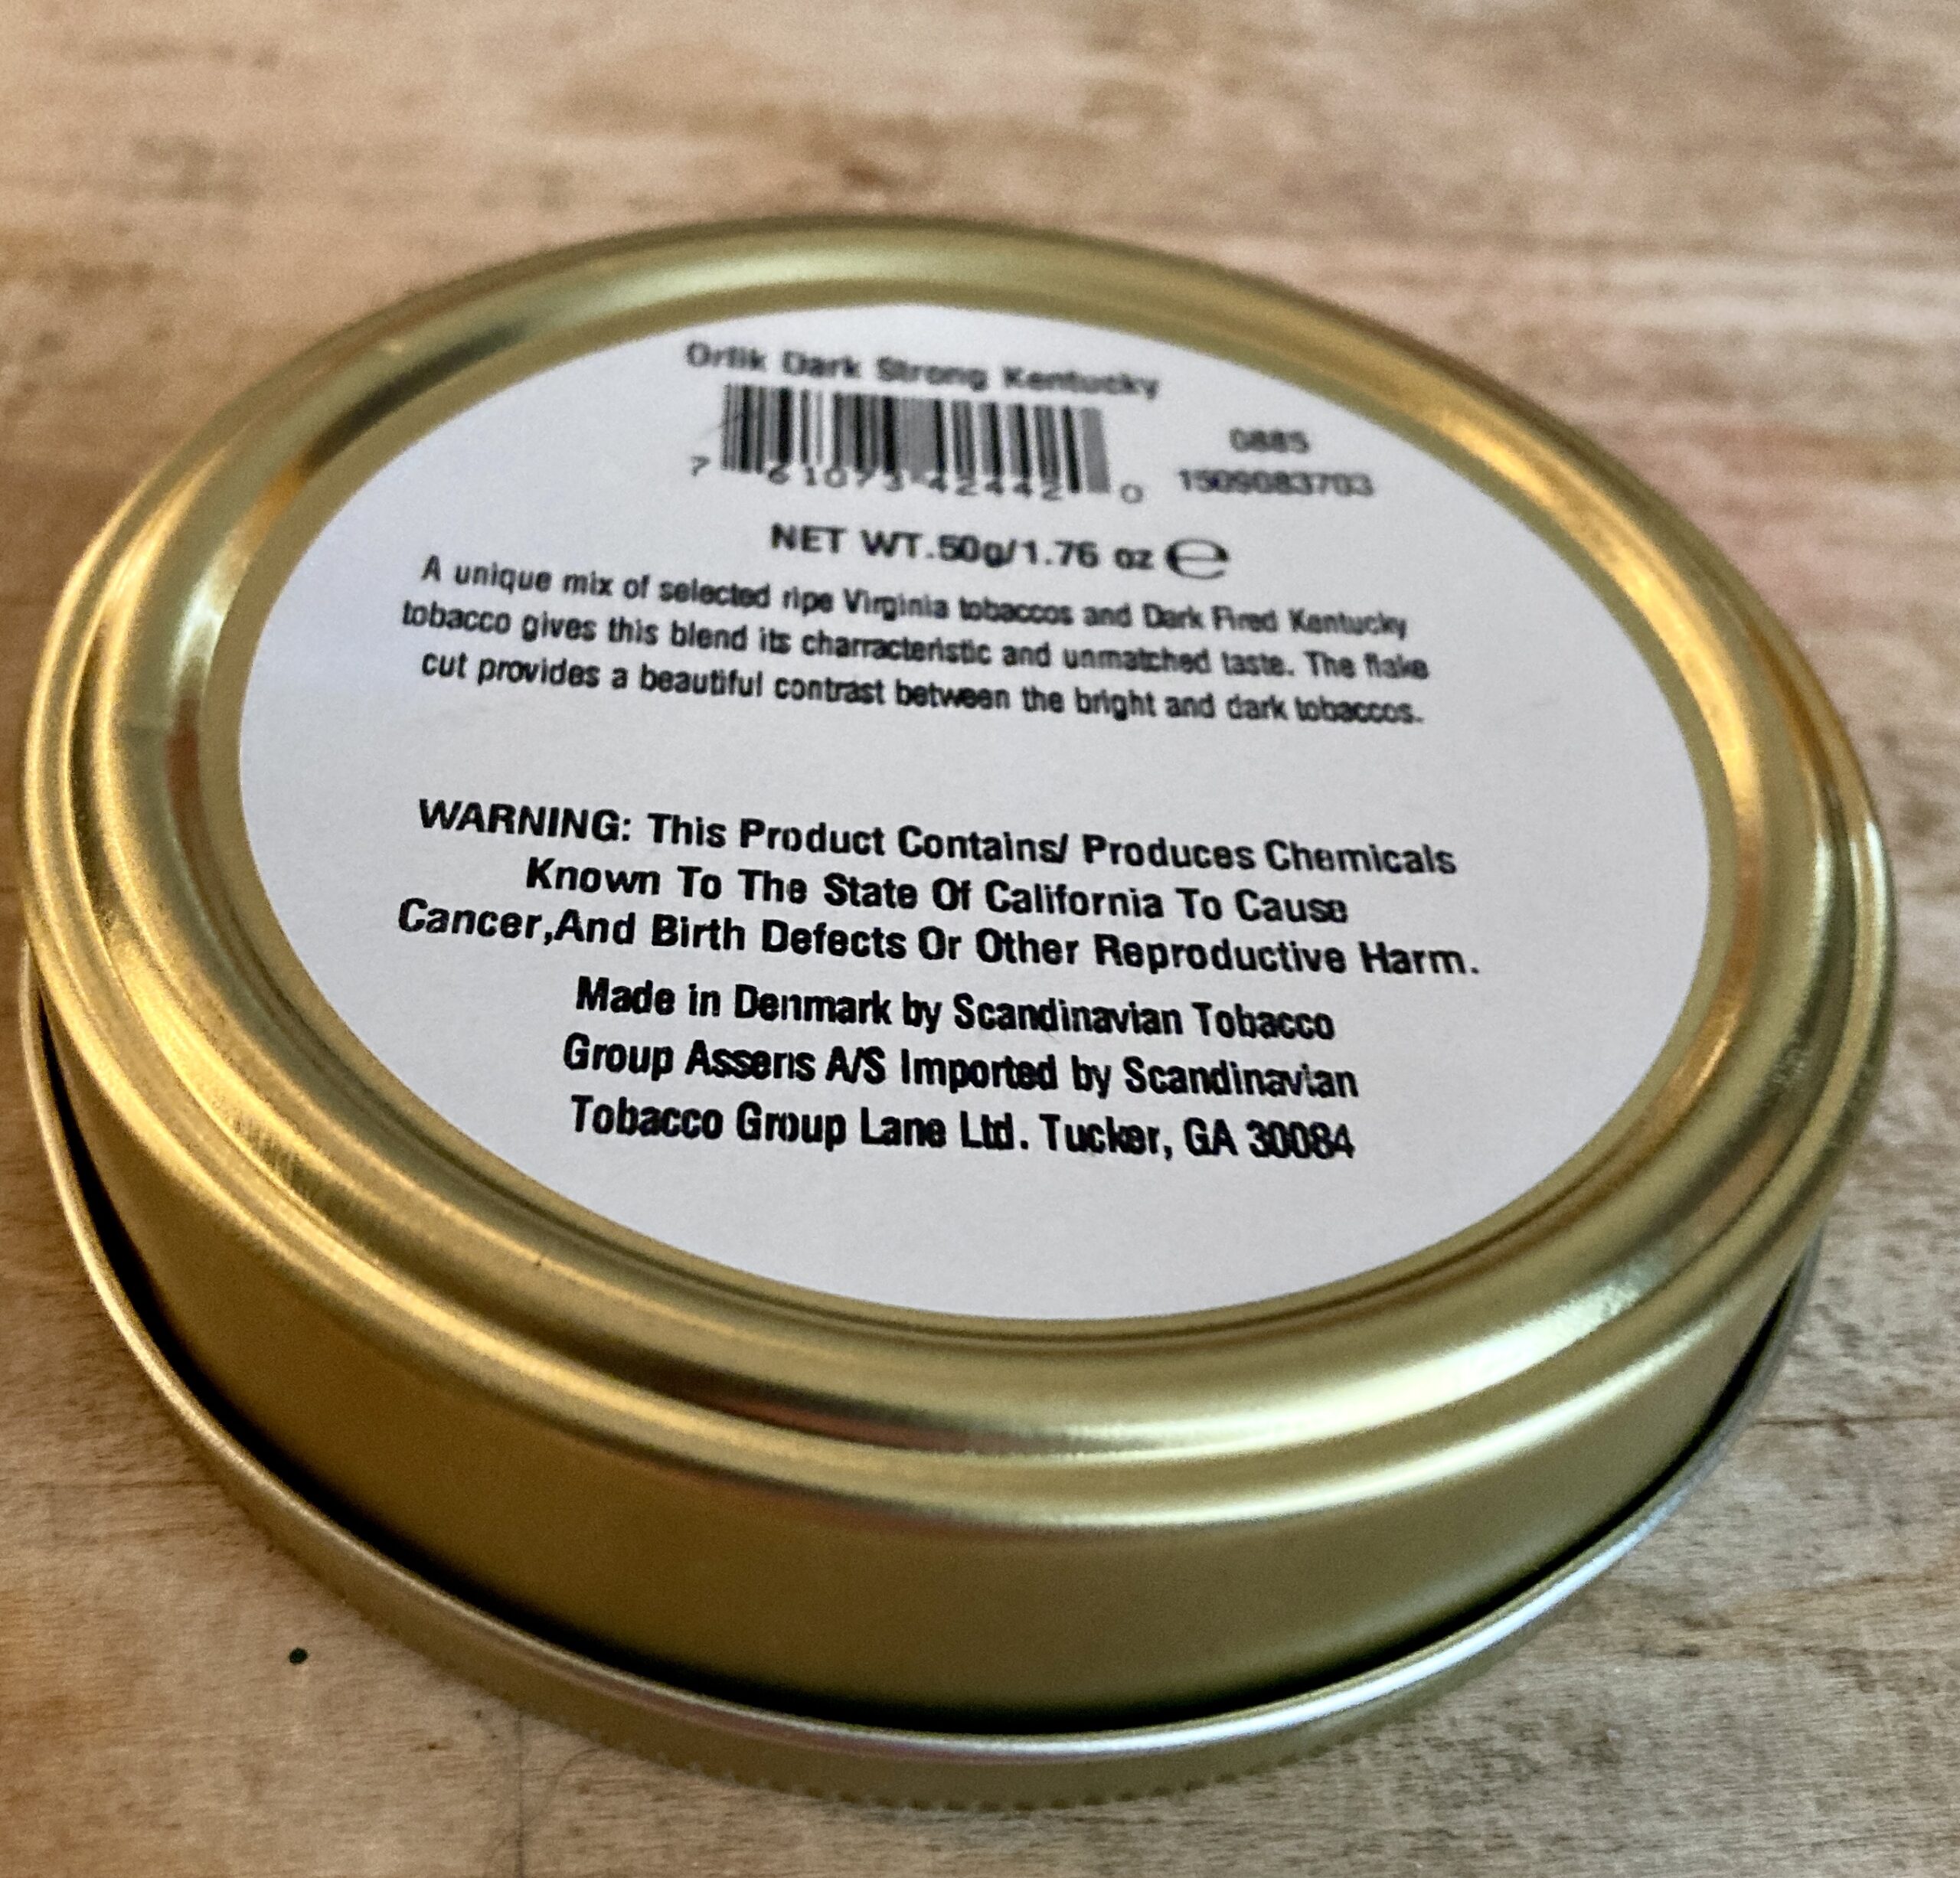 Orlik Dark Strong Kentucky
7 61073 42442 0
0885
1509083703
NET WT.50g/1.76 oz ℮
A unique mix of selected ripe Virginia tobaccos and Dark Fired Kentucky
tobacco gives this blend its charracteristic and unmatched taste. The flake
cut provides a beautiful contrast between the bright and dark tobaccos.
WARNING: This Product Contains/ Produces Chemicals
Known To The State Of California To Cause
Cancer,And Birth Defects Or Other Reproductive Harm.
Made in Denmark by Scandinavian Tobacco
Group Assens A/S Imported by Scandinavian
Tobacco Group Lane Ltd. Tucker, GA 30084